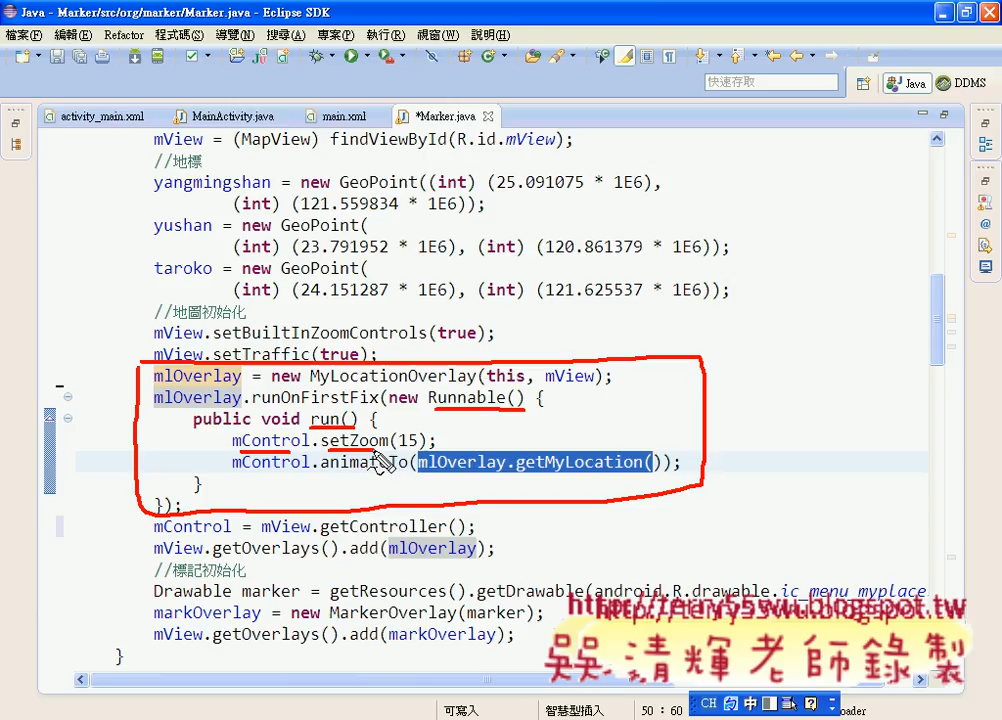 Java - Marker/src/org/marker/Marker.java - Eclipse SDK
檔案(F) 編輯(E) Refactor 程式碼(S) 導覽(N) 搜尋(A) 專案(P) 執行(R) 視窗(W) 說明(H)
快速存取 Java DDMS
activity_main.xml MainActivity.java main.xml *Marker.java
mView = (MapView) findViewById(R.id.mView);
//地標
yangmingshan = new GeoPoint((int) (25.091075 * 1E6),
(int) (121.559834 * 1E6));
yushan = new GeoPoint(
(int) (23.791952 * 1E6), (int) (120.861379 * 1E6));
taroko = new GeoPoint(
(int) (24.151287 * 1E6), (int) (121.625537 * 1E6));
//地圖初始化
mView.setBuiltInZoomControls(true);
mView.setTraffic(true);
mlOverlay = new MyLocationOverlay(this, mView);
mlOverlay.runOnFirstFix(new Runnable() {
public void run() {
mControl.setZoom(15);
mControl.animateTo(mlOverlay.getMyLocation());
}
});
mControl = mView.getController();
mView.getOverlays().add(mlOverlay);
//標記初始化
Drawable marker = getResources().getDrawable(android.R.drawable.ic_menu_myplace
markOverlay = new MarkerOverlay(marker);
mView.getOverlays().add(markOverlay);
}
http://terry55wu.blogspot.tw
吳清輝老師錄製
可寫入 智慧型插入 50 : 60 CH 中 oader